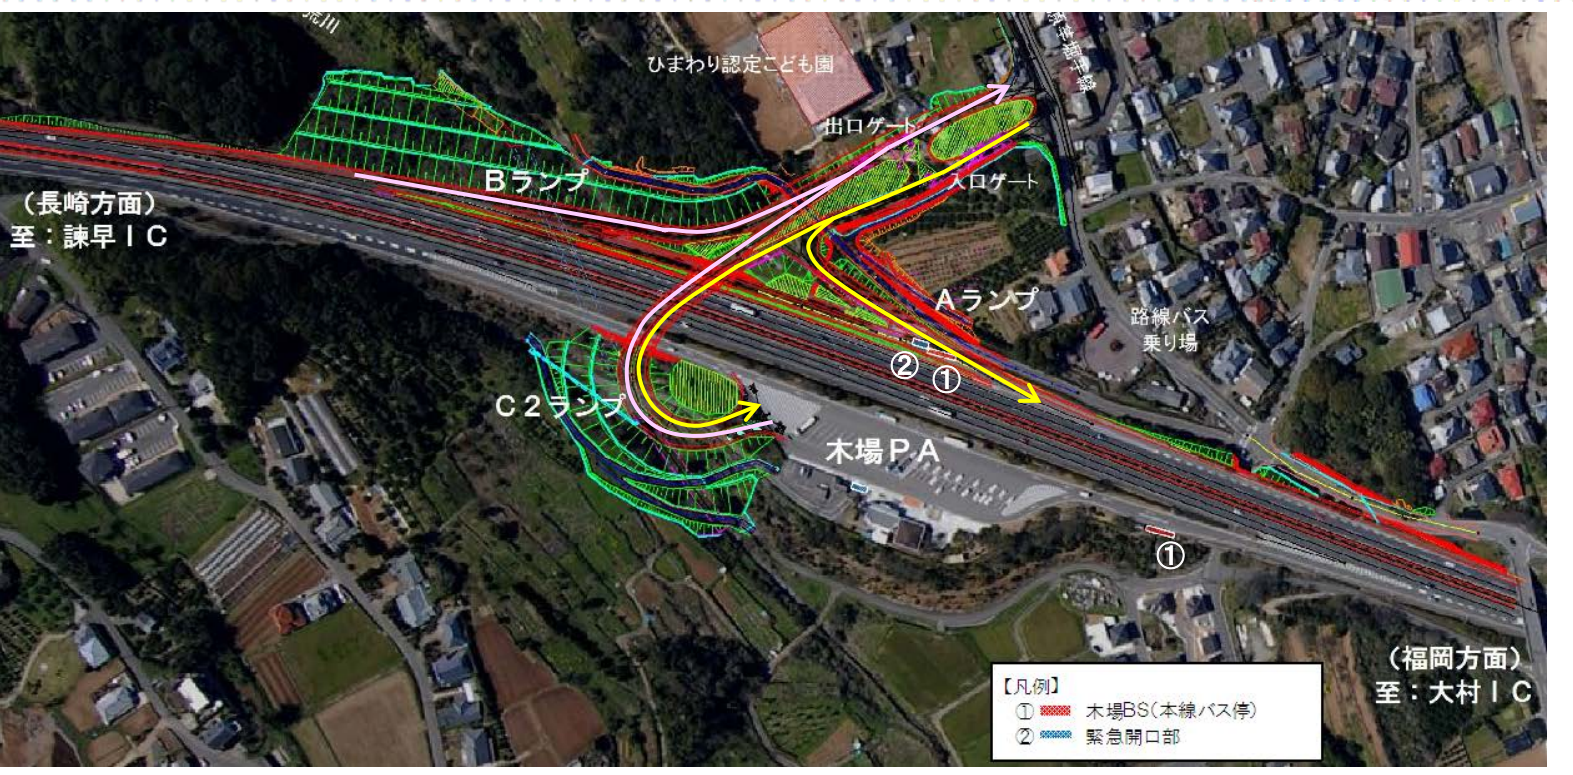 荒川
ひまわり認定こども園
出口ゲート
Bランプ
入口ゲート
(長崎方面)
至:諫早IC
Aランプ
路線バス
乗り場
②
①
C2ランプ
木場PA
①
(福岡方面)
至:大村IC
【凡例】
① 木場BS(本線バス停)
② 緊急開口部